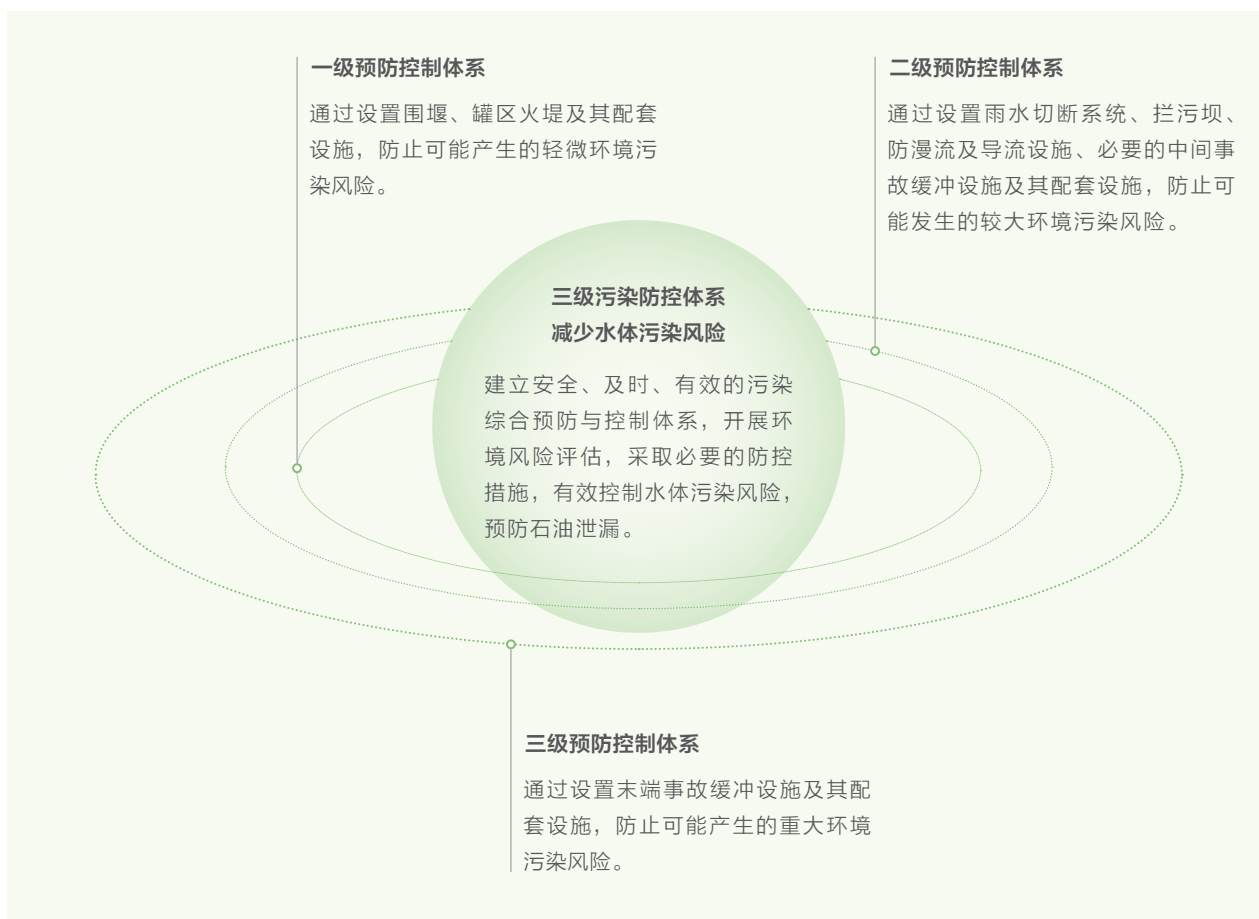 一级预防控制体系
通过设置围堰、罐区火堤及其配套
设施，防止可能产生的轻微环境污
染风险。
二级预防控制体系
通过设置雨水切断系统、拦污坝、
防漫流及导流设施、必要的中间事
故缓冲设施及其配套设施，防止可
能发生的较大环境污染风险。
三级污染防控体系
减少水体污染风险
建立安全、及时、有效的污染
综合预防与控制体系，开展环
境风险评估，采取必要的防控
措施，有效控制水体污染风险，
预防石油泄漏。
三级预防控制体系
通过设置末端事故缓冲设施及其配
套设施，防止可能产生的重大环境
污染风险。